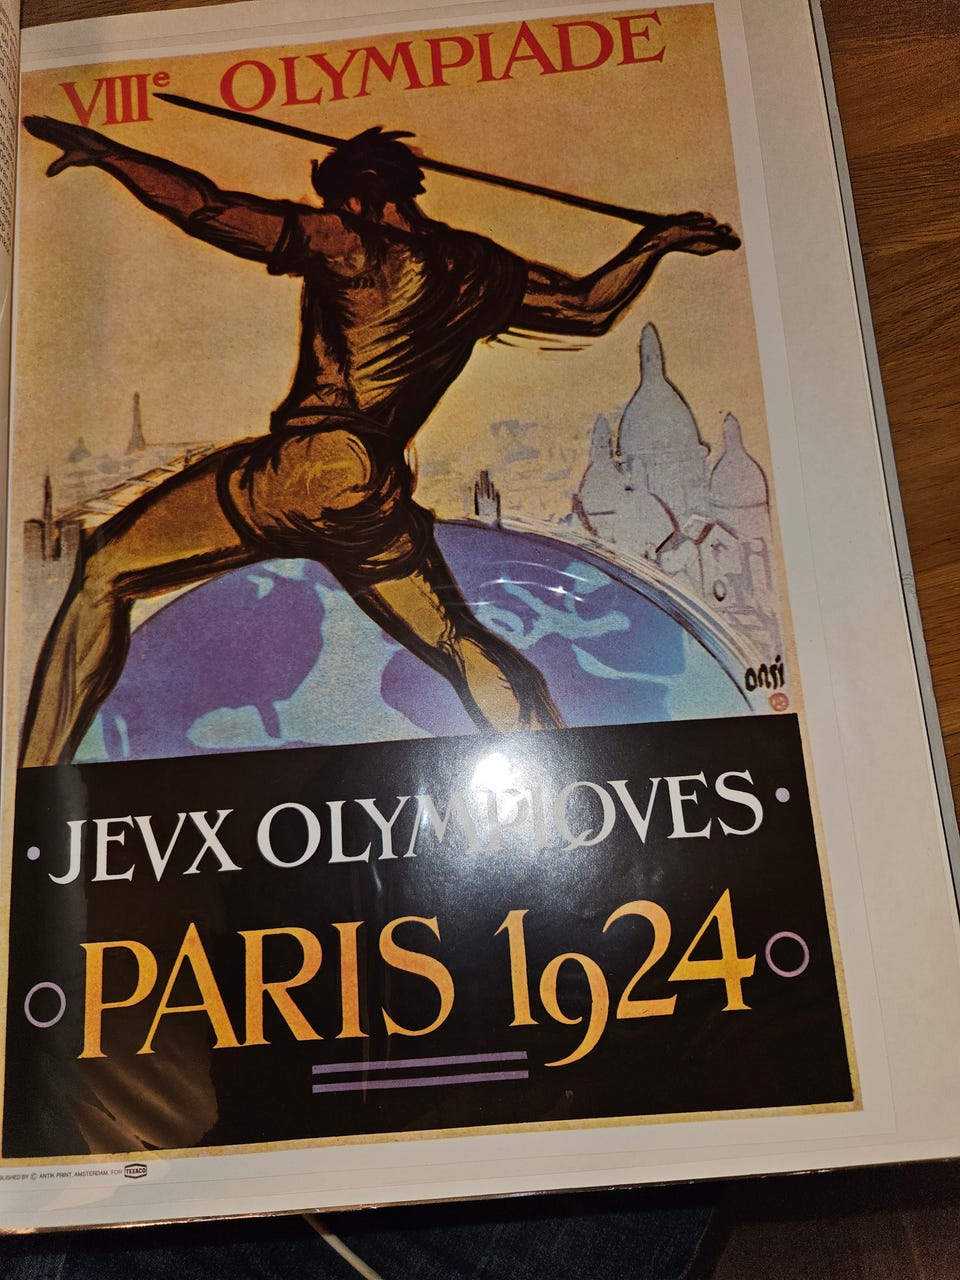 VIIIe OLYMPIADE
orsi
· JEVX OLYMPIQVES ·
PARIS 1924
© ANTIK PRINT, AMSTERDAM, FOR TEXACO